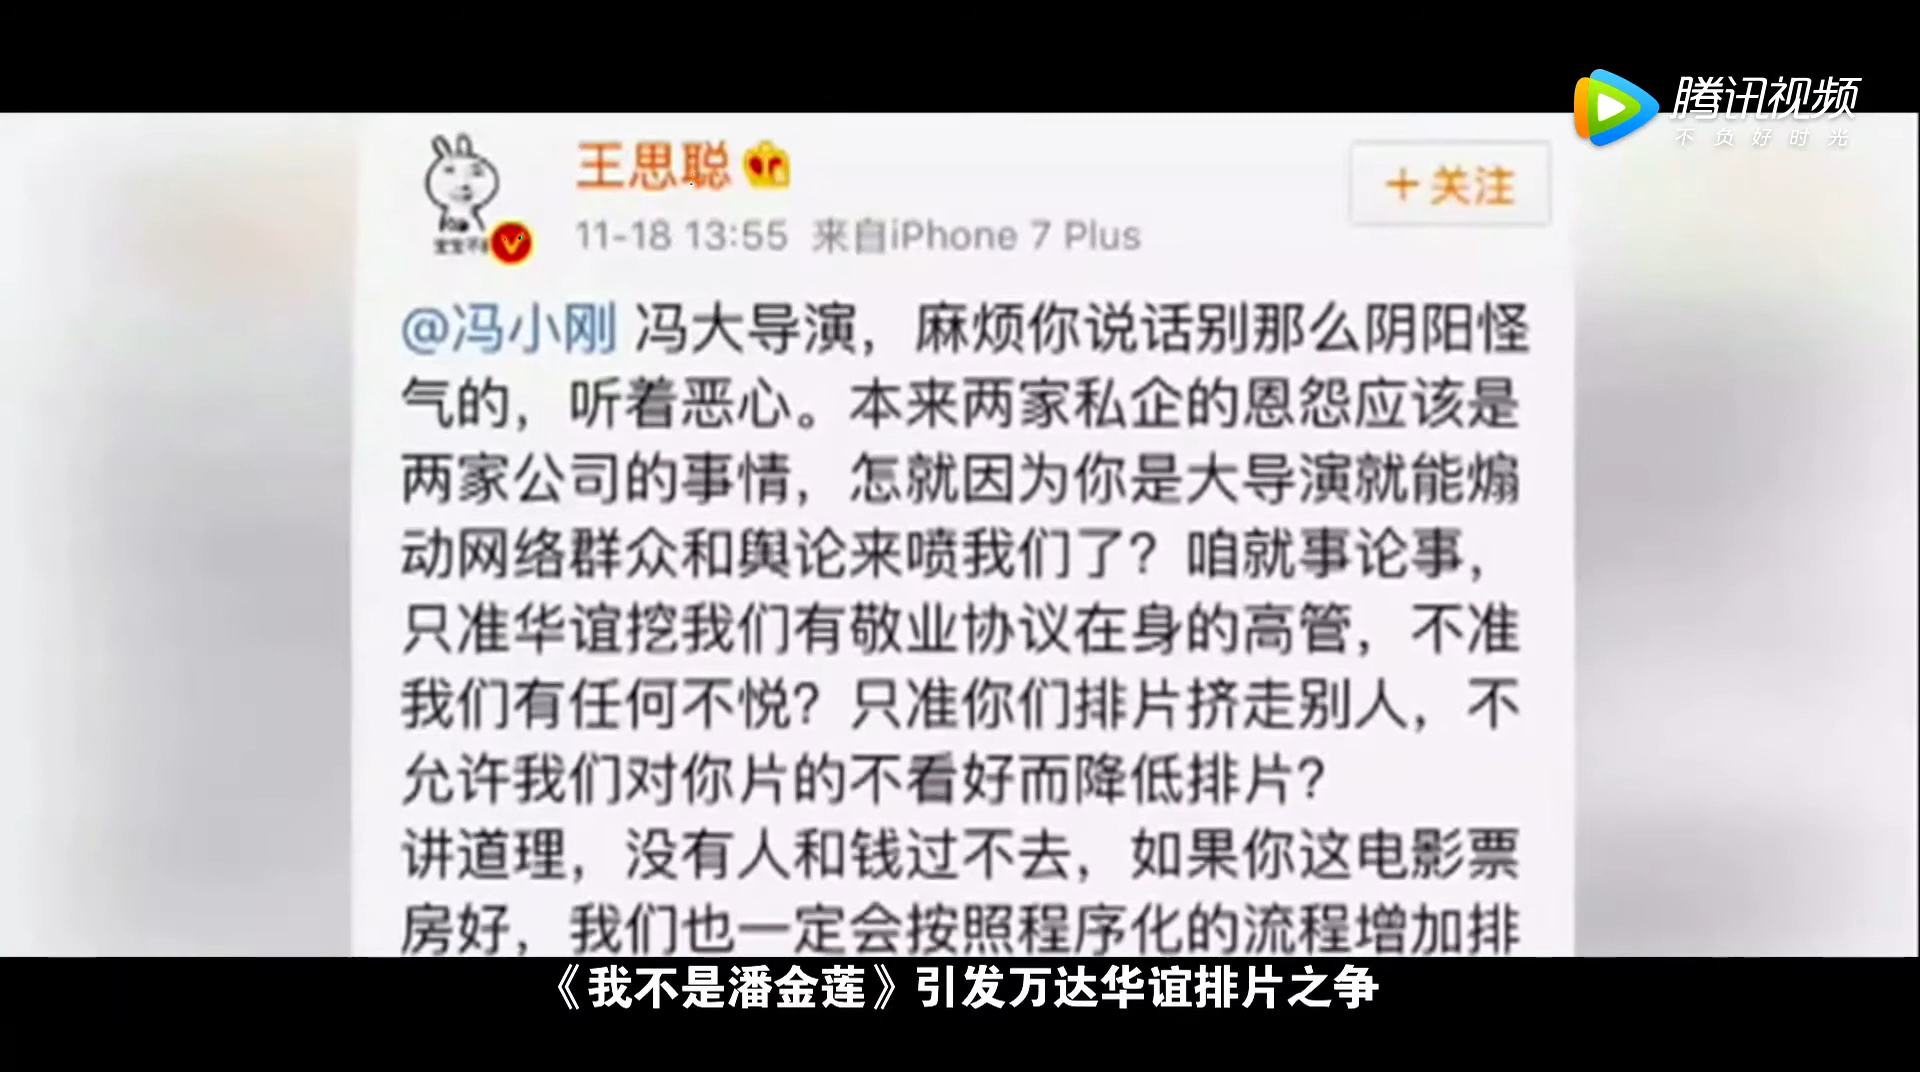 腾讯视频
不负好时光
王思聪
+关注
11-18 13:55 来自iPhone 7 Plus
@冯小刚 冯大导演，麻烦你说话别那么阴阳怪
气的，听着恶心。本来两家私企的恩怨应该是
两家公司的事情，怎就因为你是大导演就能煽
动网络群众和舆论来喷我们了？咱就事论事，
只准华谊挖我们有敬业协议在身的高管，不准
我们有任何不悦？只准你们排片挤走别人，不
允许我们对你片的不看好而降低排片？
讲道理，没有人和钱过不去，如果你这电影票
房好，我们也一定会按照程序化的流程增加排
《我不是潘金莲》引发万达华谊排片之争